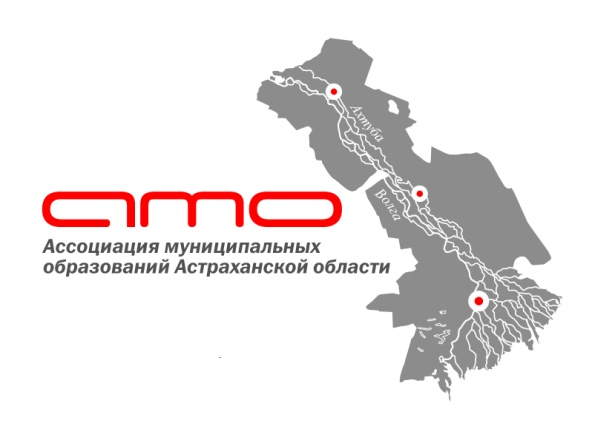 Ахтуба
Волга
амо
Ассоциация муниципальных
образований Астраханской области